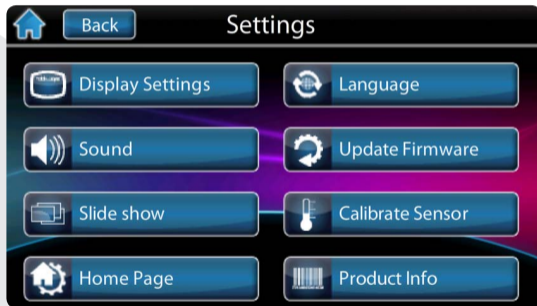 Back
Settings
Display Settings
Language
Sound
Update Firmware
Slide show
Calibrate Sensor
Home Page
Product Info